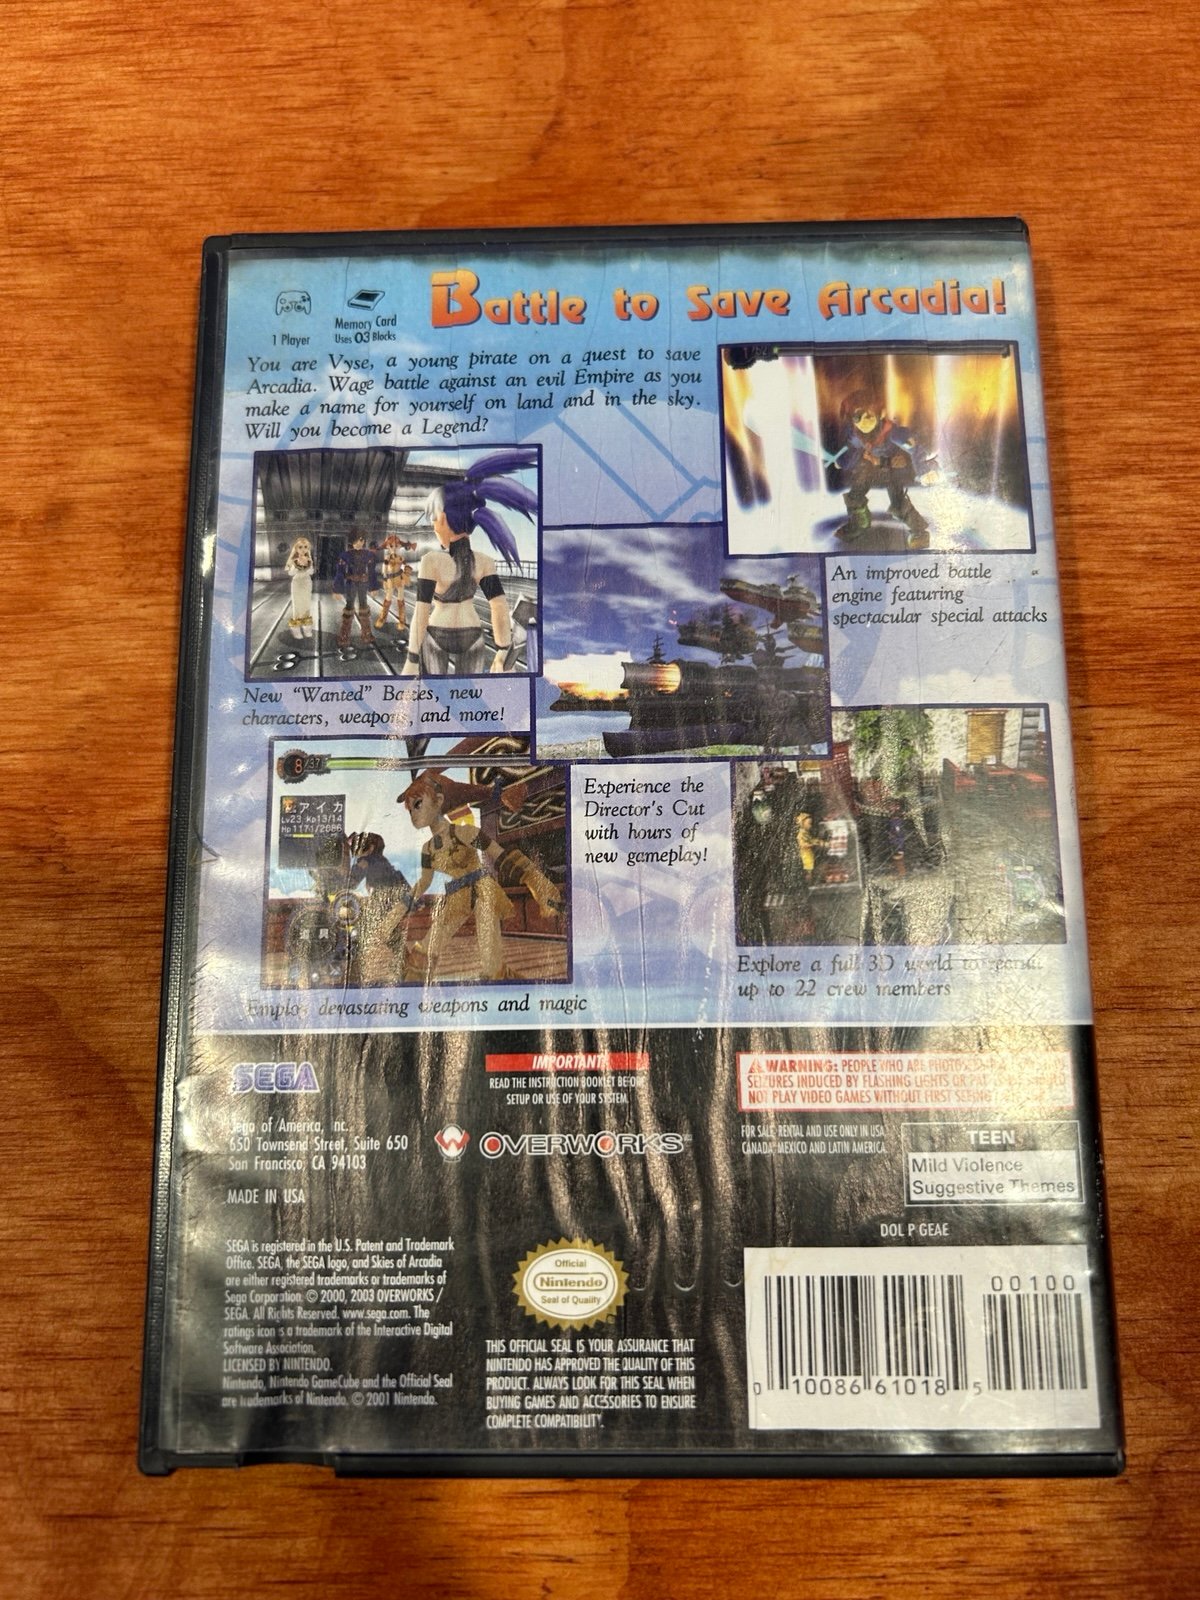 Battle to Save Arcadia!
1 Player
Memory Card
Uses 03 Blocks
You are Vyse, a young pirate on a quest to save
Arcadia. Wage battle against an evil Empire as you
make a name for yourself on land and in the sky.
Will you become a Legend?
An improved battle
engine featuring
spectacular special attacks
New "Wanted" Battles, new
characters, weapons, and more!
8/37
アイカ
Lv23 Kp13/14
Hp1171/2086
道具
Experience the
Director's Cut
with hours of
new gameplay!
Explore a full 3D world to recruit
up to 22 crew members
Employ devastating weapons and magic
SEGA
Sega of America, Inc.
650 Townsend Street, Suite 650
San Francisco, CA 94103
MADE IN USA
IMPORTANT:
READ THE INSTRUCTION BOOKLET BEFORE
SETUP OR USE OF YOUR SYSTEM.
OVERWORKS
WARNING: PEOPLE WHO ARE
SEIZURES INDUCED BY FLASHING LIGHTS OR
NOT PLAY VIDEO GAMES WITHOUT FIRST
FOR SALE, RENTAL AND USE ONLY IN USA,
CANADA, MEXICO AND LATIN AMERICA.
TEEN
Mild Violence
Suggestive Themes
DOL P GEAE
SEGA is registered in the U.S. Patent and Trademark
Office. SEGA, the SEGA logo, and Skies of Arcadia
are either registered trademarks or trademarks of
Sega Corporation. © 2000, 2003 OVERWORKS /
SEGA. All Rights Reserved. www.sega.com. The
ratings icon is a trademark of the Interactive Digital
Software Association.
LICENSED BY NINTENDO.
Nintendo, Nintendo GameCube and the Official Seal
are trademarks of Nintendo. © 2001 Nintendo.
Official
Nintendo
Seal of Quality
THIS OFFICIAL SEAL IS YOUR ASSURANCE THAT
NINTENDO HAS APPROVED THE QUALITY OF THIS
PRODUCT. ALWAYS LOOK FOR THIS SEAL WHEN
BUYING GAMES AND ACCESSORIES TO ENSURE
COMPLETE COMPATIBILITY.
00100
0 10086 61018 5